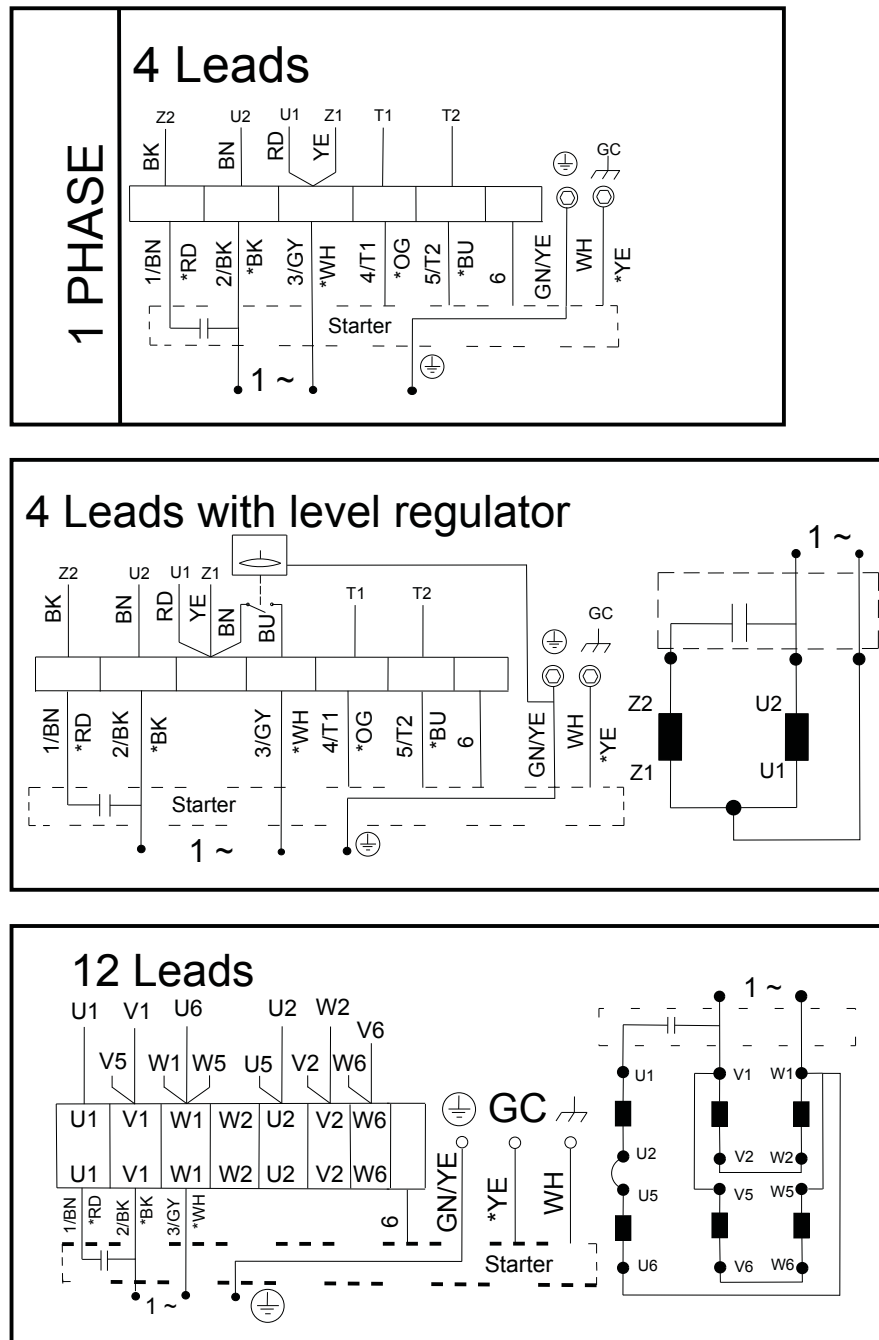 1 PHASE
4 Leads
Z2 U2 U1 Z1 T1 T2
BK BN RD YE
GC
1/BN *RD 2/BK *BK 3/GY *WH 4/T1 *OG 5/T2 *BU 6 GN/YE WH *YE
Starter
1 ~
4 Leads with level regulator
1 ~
Z2 U2 U1 Z1 T1 T2
BK BN RD YE BN BU
GC
1/BN *RD 2/BK *BK 3/GY *WH 4/T1 *OG 5/T2 *BU 6 GN/YE WH *YE
Z2 U2
Z1 U1
Starter
1 ~
12 Leads
1 ~
U1 V1 U6 U2 W2
V6
V5 W1 W5 U5 V2 W6
U1 V1 W1 W2 U2 V2 W6
U1 V1 W1 W2 U2 V2 W6
GC
1/BN *RD 2/BK *BK 3/GY *WH 6 GN/YE *YE WH
Starter
1 ~
U1 V1 W1
U2 V2 W2
U5 V5 W5
U6 V6 W6